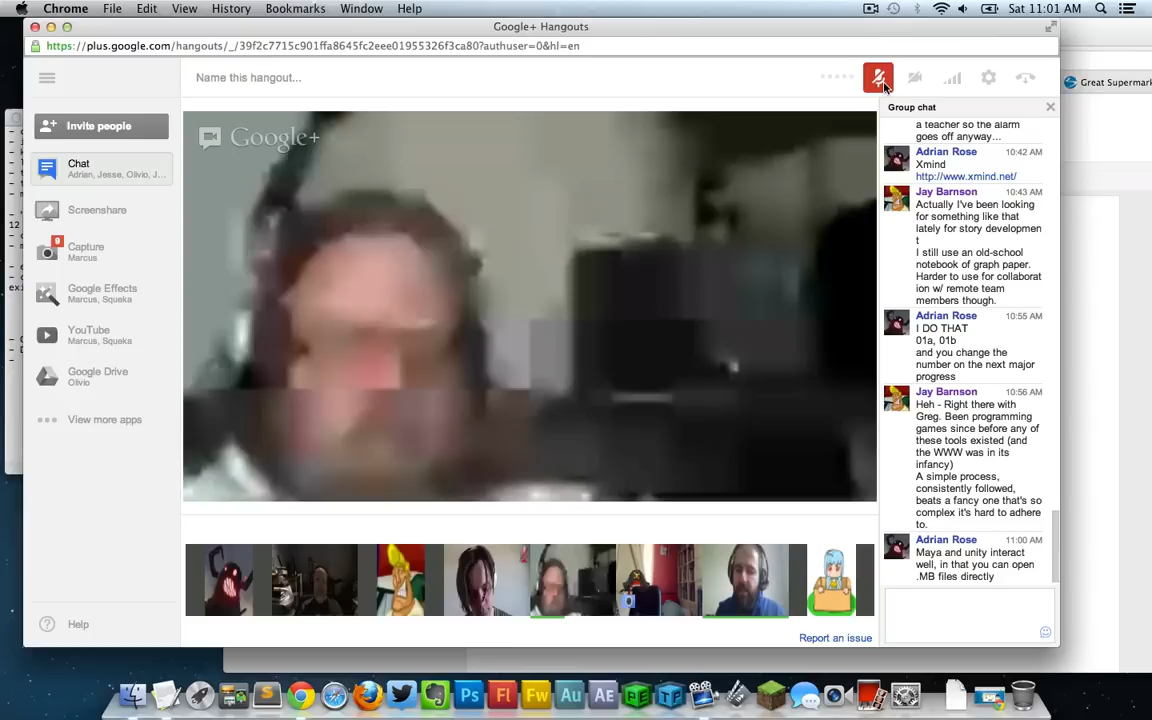 Chrome File Edit View History Bookmarks Window Help
Sat 11:01 AM
Google+ Hangouts
https://plus.google.com/hangouts/_/39f2c7715c901ffa8645fc2eee01955326f3ca80?authuser=0&hl=en
Name this hangout...
Great Supermark
Invite people
Chat
Adrian, Jesse, Olivio, J...
Screenshare
9
Capture
Marcus
Google Effects
Marcus, Squeka
YouTube
Marcus, Squeka
Google Drive
Olivio
View more apps
Help
Google+
Group chat
a teacher so the alarm
goes off anyway...
Adrian Rose 10:42 AM
Xmind
http://www.xmind.net/
Jay Barnson 10:43 AM
Actually I've been looking
for something like that
lately for story developmen
t
I still use an old-school
notebook of graph paper.
Harder to use for collaborat
ion w/ remote team
members though.
Adrian Rose 10:55 AM
I DO THAT
01a, 01b
and you change the
number on the next major
progress
Jay Barnson 10:56 AM
Heh - Right there with
Greg. Been programming
games since before any of
these tools existed (and
the WWW was in its
infancy)
A simple process,
consistently followed,
beats a fancy one that's so
complex it's hard to adhere
to.
Adrian Rose 11:00 AM
Maya and unity interact
well, in that you can open
.MB files directly
Report an issue
Ps Fl Fw Au Ae